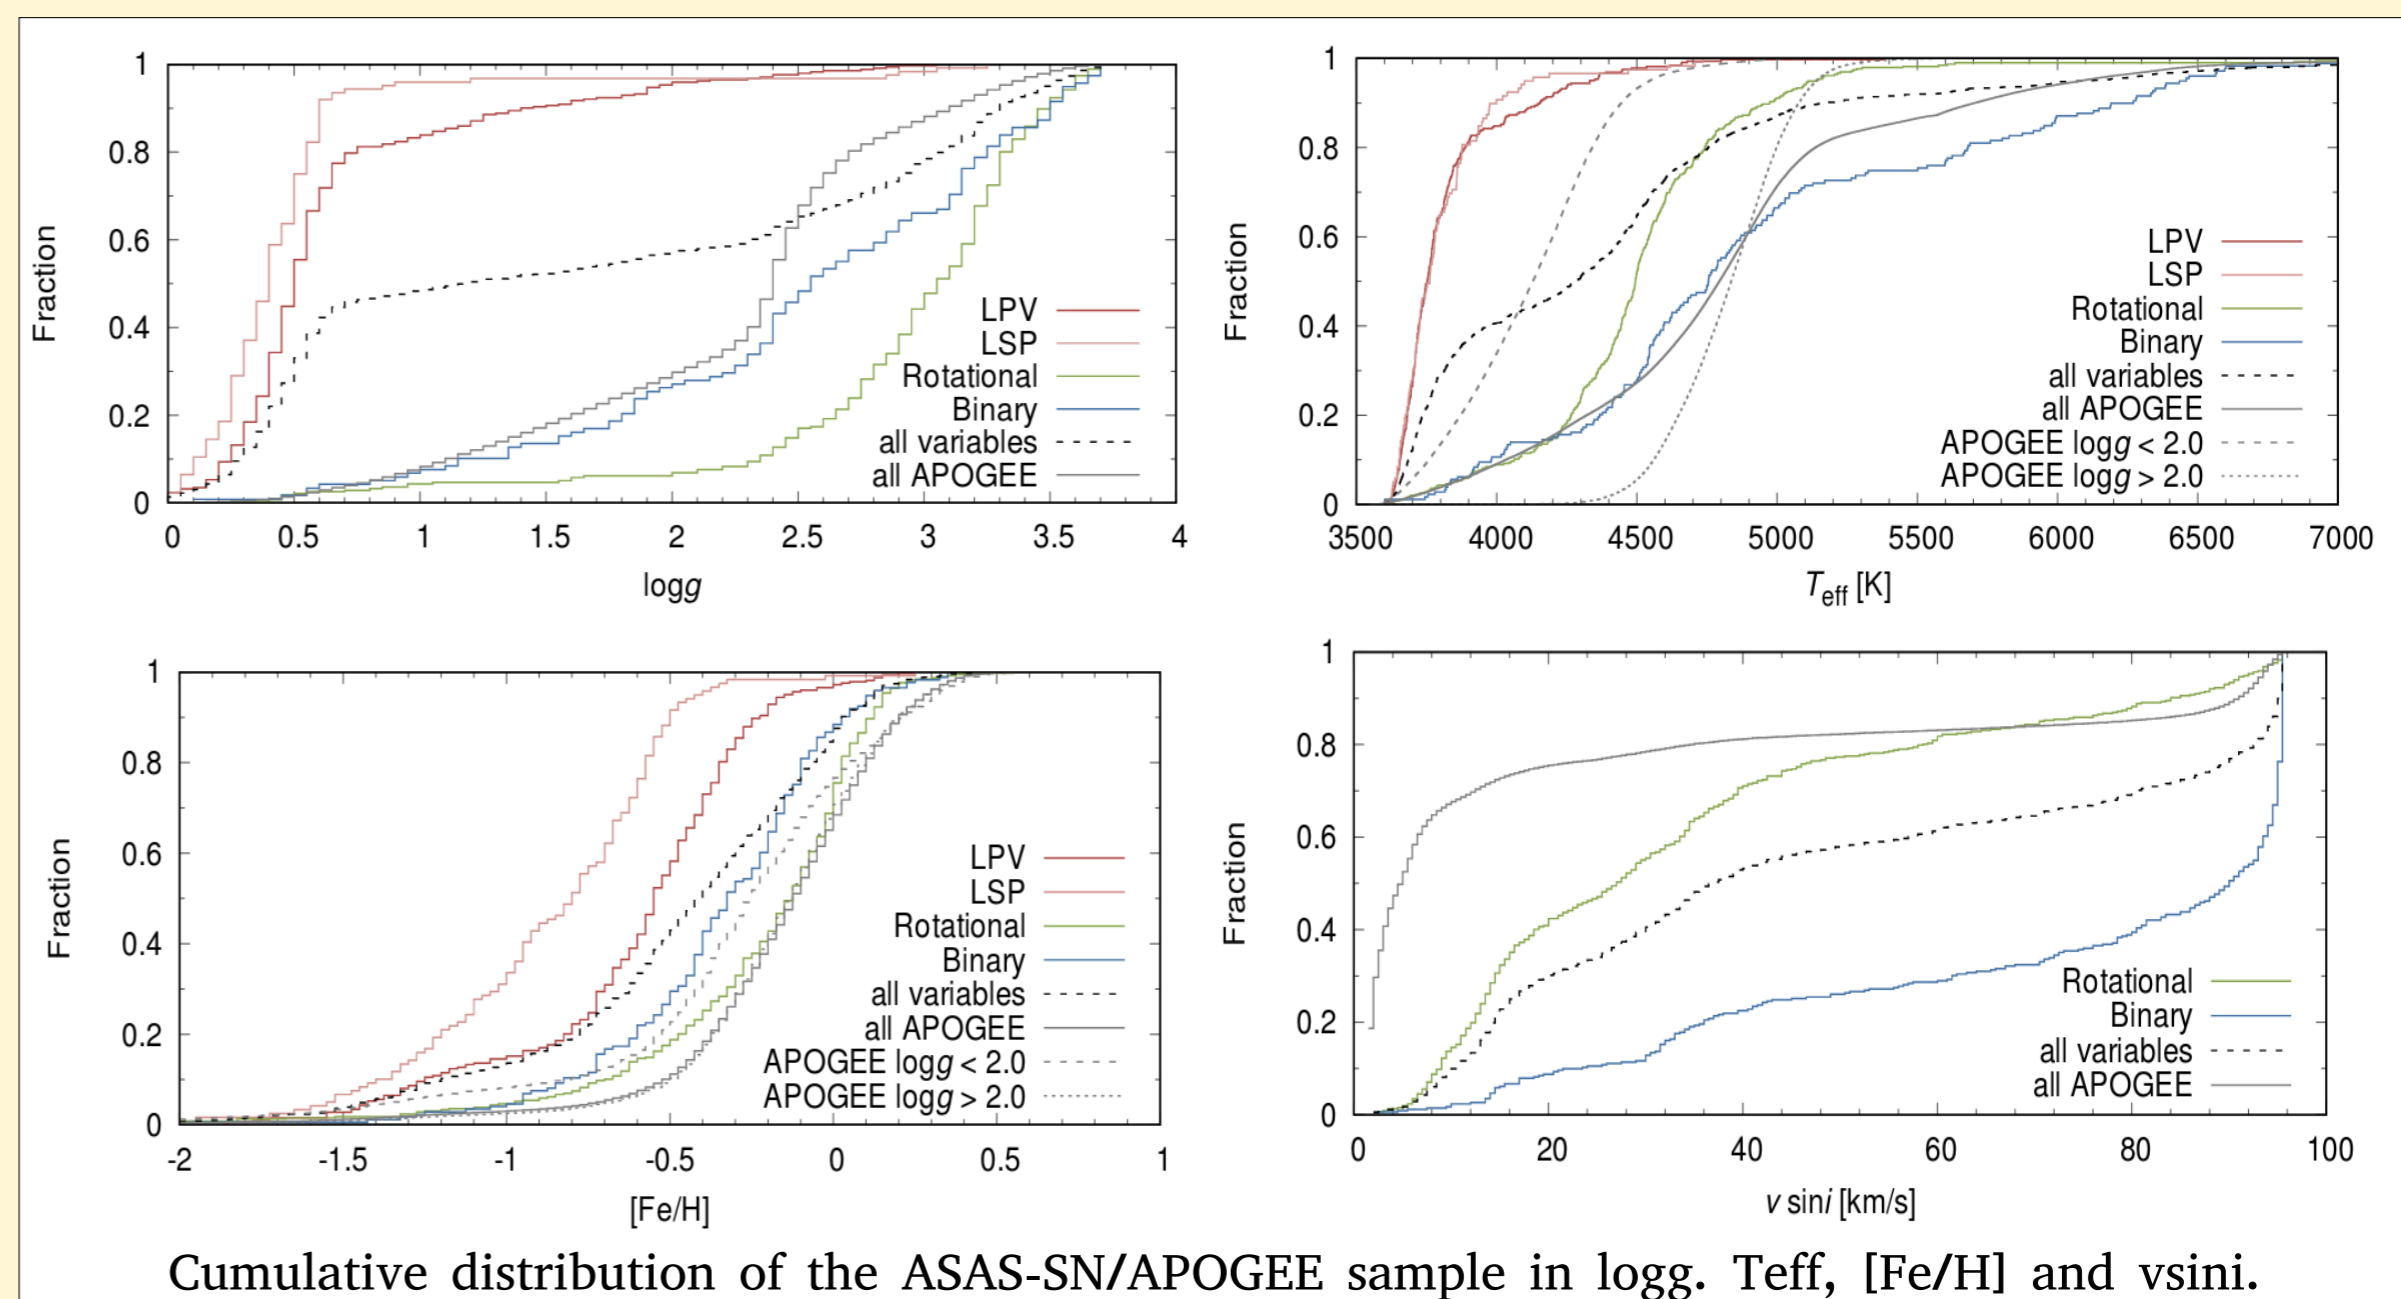 1
0.8
0.6
0.4
0.2
0
Fraction
LPV
LSP
Rotational
Binary
all variables
all APOGEE
0 0.5 1 1.5 2 2.5 3 3.5 4
logg
1
0.8
0.6
0.4
0.2
0
Fraction
LPV
LSP
Rotational
Binary
all variables
all APOGEE
APOGEE logg < 2.0
APOGEE logg > 2.0
3500 4000 4500 5000 5500 6000 6500 7000
Teff [K]
1
0.8
0.6
0.4
0.2
0
Fraction
LPV
LSP
Rotational
Binary
all variables
all APOGEE
APOGEE logg < 2.0
APOGEE logg > 2.0
-2 -1.5 -1 -0.5 0 0.5 1
[Fe/H]
1
0.8
0.6
0.4
0.2
0
Fraction
Rotational
Binary
all variables
all APOGEE
0 20 40 60 80 100
v sini [km/s]
Cumulative distribution of the ASAS-SN/APOGEE sample in logg. Teff, [Fe/H] and vsini.